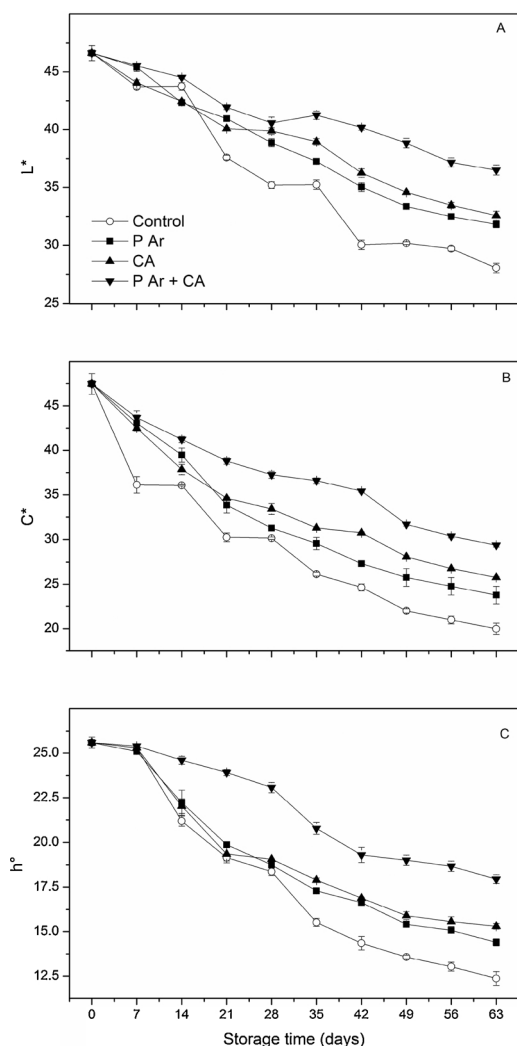 A
45
40
35
30
25
L*
Control
P Ar
CA
P Ar + CA
B
45
40
35
30
25
20
C*
C
25.0
22.5
20.0
17.5
15.0
12.5
h°
0 7 14 21 28 35 42 49 56 63
Storage time (days)